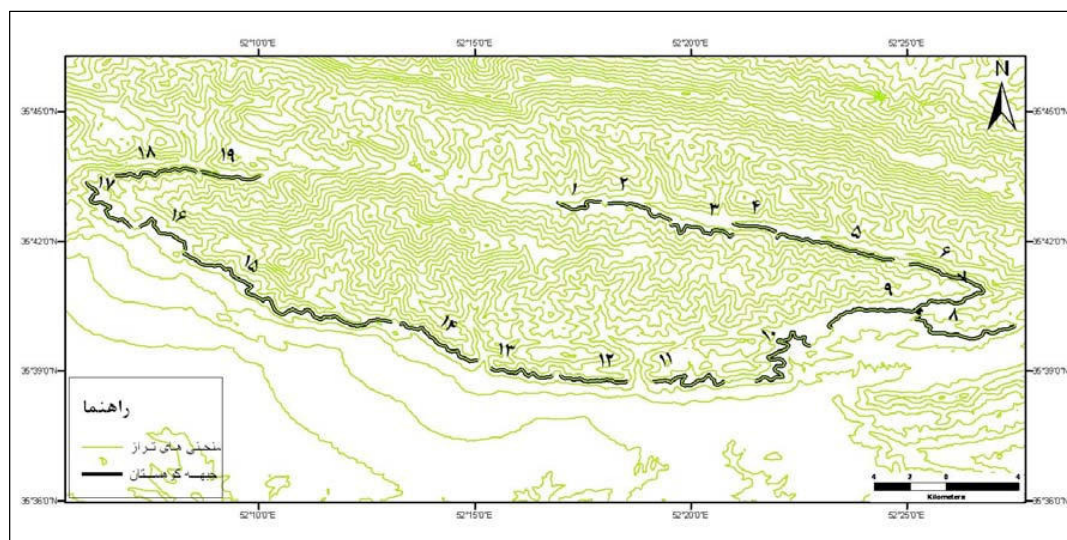 52°10'0"E 52°15'0"E 52°20'0"E 52°25'0"E
N
35°45'0"N 35°45'0"N
۱۸ ۱۹
۱۷ ۱ ۲
۱۶ ۳ ۴
35°42'0"N ۵ 35°42'0"N
۱۵ ۶
۹ ۷
۸
۱۴ ۱۰
۱۳ ۱۲ ۱۱
35°39'0"N 35°39'0"N
راهنما
منحنی های تراز
جبهه کوهستان
4 2 0 4
Kilometers
35°36'0"N 35°36'0"N
52°10'0"E 52°15'0"E 52°20'0"E 52°25'0"E